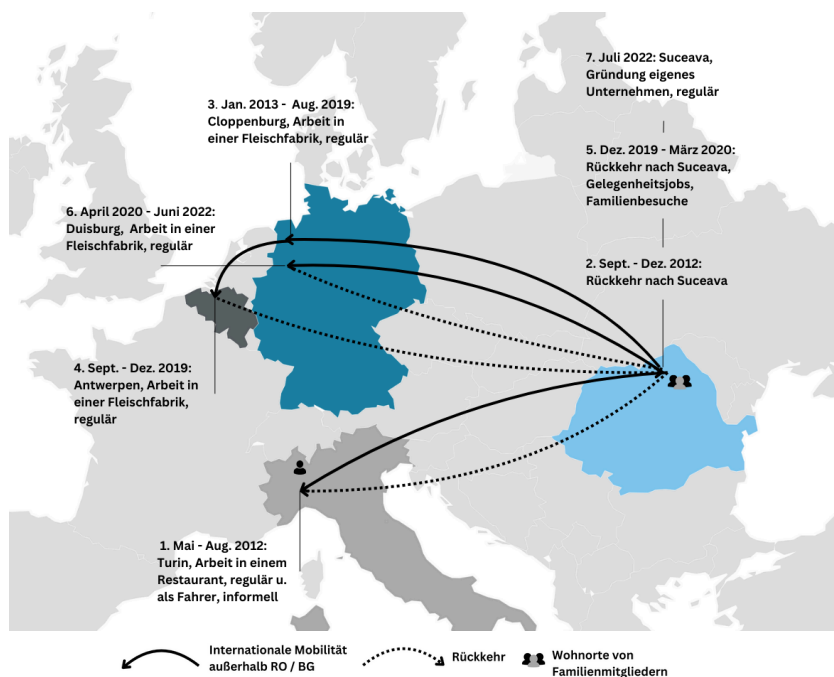 7. Juli 2022: Suceava,
Gründung eigenes
Unternehmen, regulär
3. Jan. 2013 - Aug. 2019:
Cloppenburg, Arbeit in
einer Fleischfabrik, regulär
5. Dez. 2019 - März 2020:
Rückkehr nach Suceava,
Gelegenheitsjobs,
Familienbesuche
6. April 2020 - Juni 2022:
Duisburg, Arbeit in einer
Fleischfabrik, regulär
2. Sept. - Dez. 2012:
Rückkehr nach Suceava
4. Sept. - Dez. 2019:
Antwerpen, Arbeit in
einer Fleischfabrik,
regulär
1. Mai - Aug. 2012:
Turin, Arbeit in einem
Restaurant, regulär u.
als Fahrer, informell
Internationale Mobilität
außerhalb RO / BG
Rückkehr
Wohnorte von
Familienmitgliedern